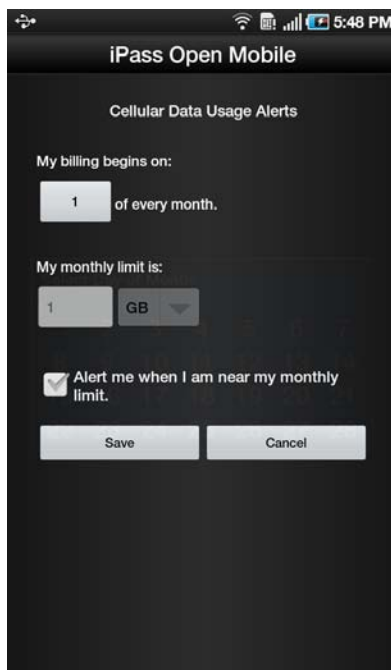 5:48 PM
iPass Open Mobile
Cellular Data Usage Alerts
My billing begins on:
1 of every month.
My monthly limit is:
1 GB
Alert me when I am near my monthly
limit.
Save Cancel